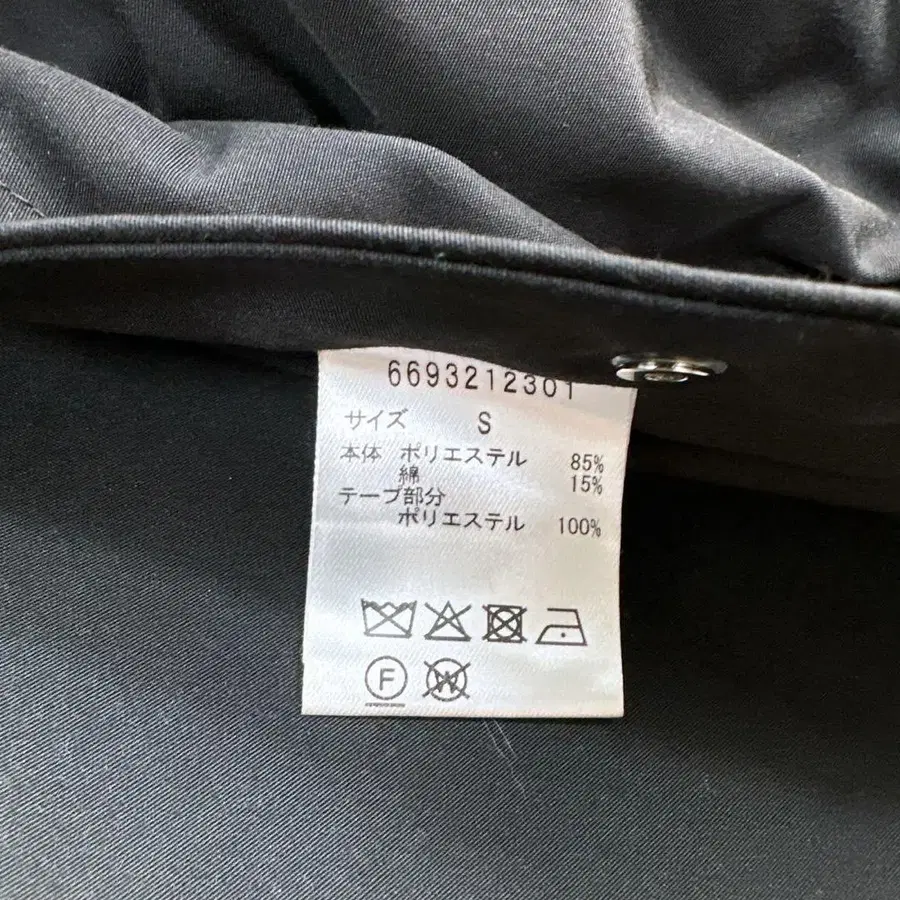 6693212301
サイズ S
本体 ポリエステル 85%
綿 15%
テープ部分
ポリエステル 100%
F W